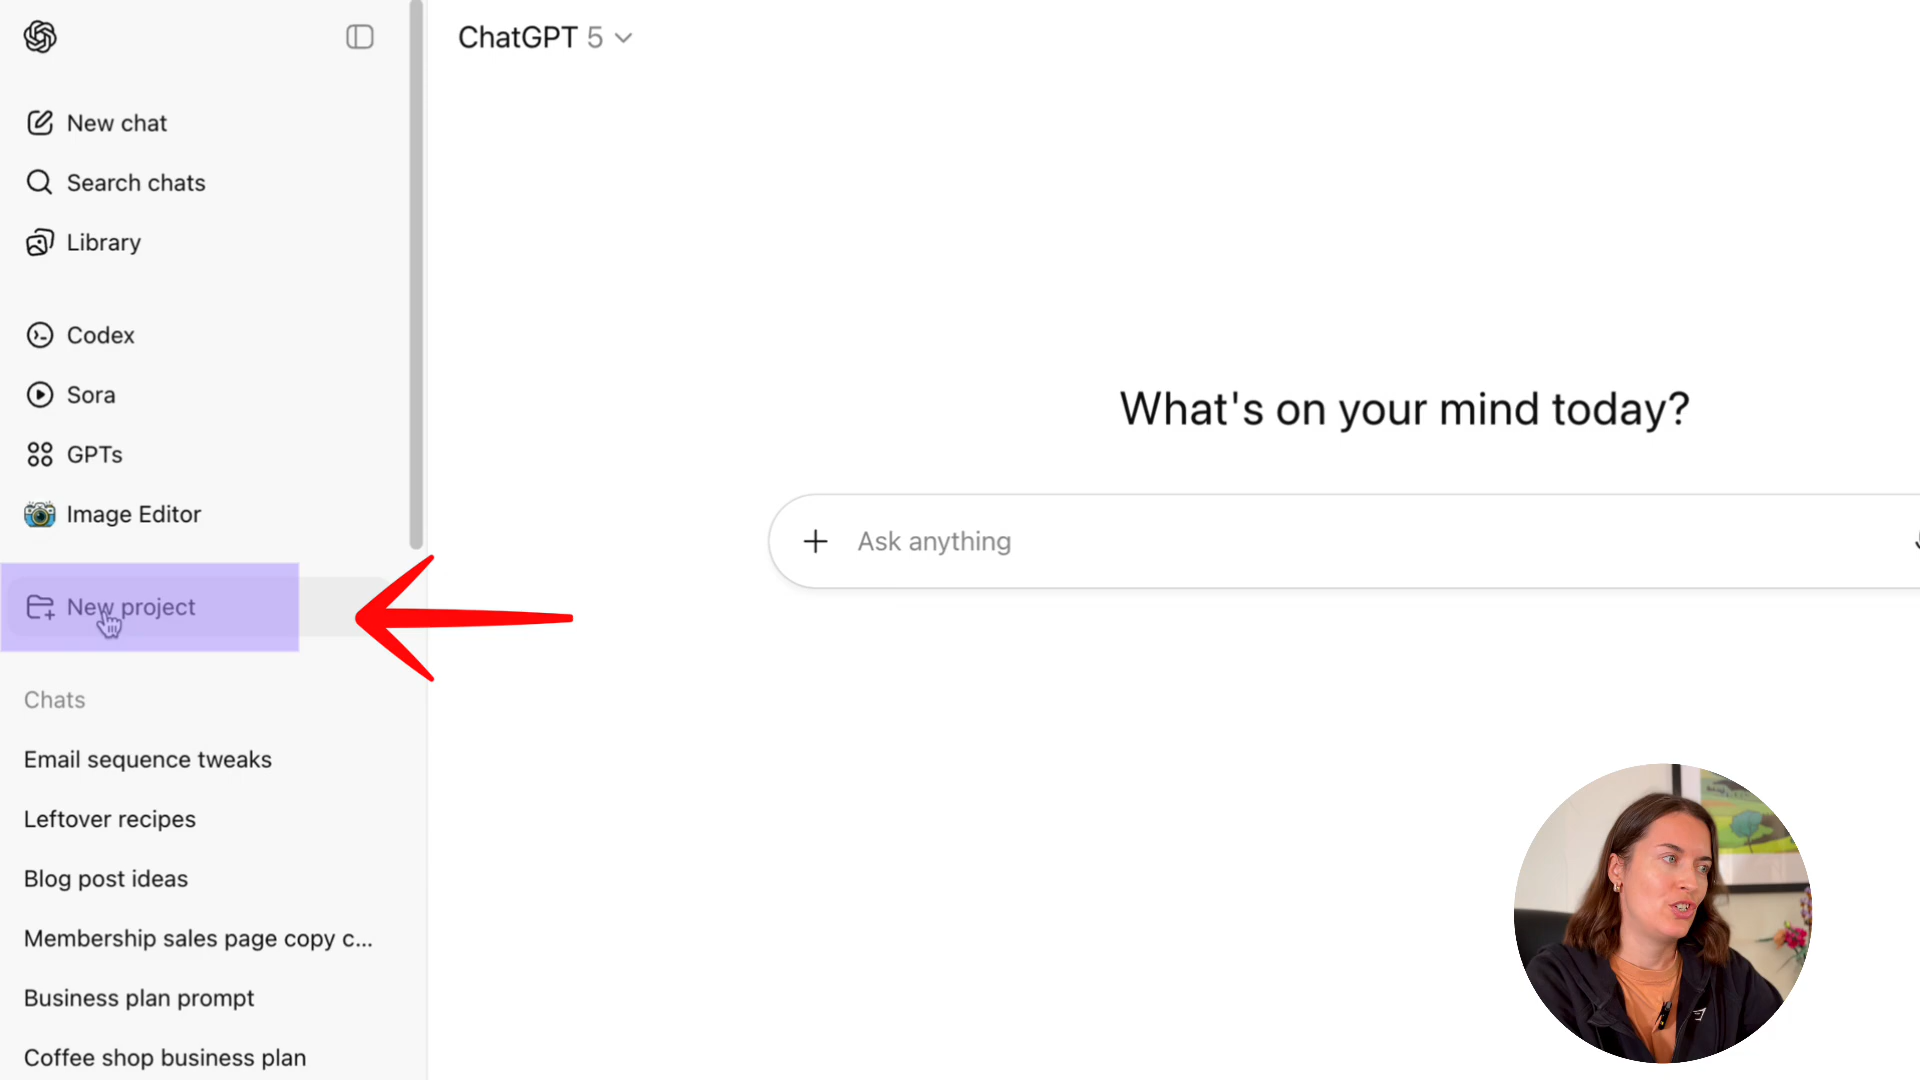 ChatGPT 5
New chat
Search chats
Library
Codex
Sora
GPTs
Image Editor
New project
Chats
Email sequence tweaks
Leftover recipes
Blog post ideas
Membership sales page copy c...
Business plan prompt
Coffee shop business plan
What's on your mind today?
Ask anything